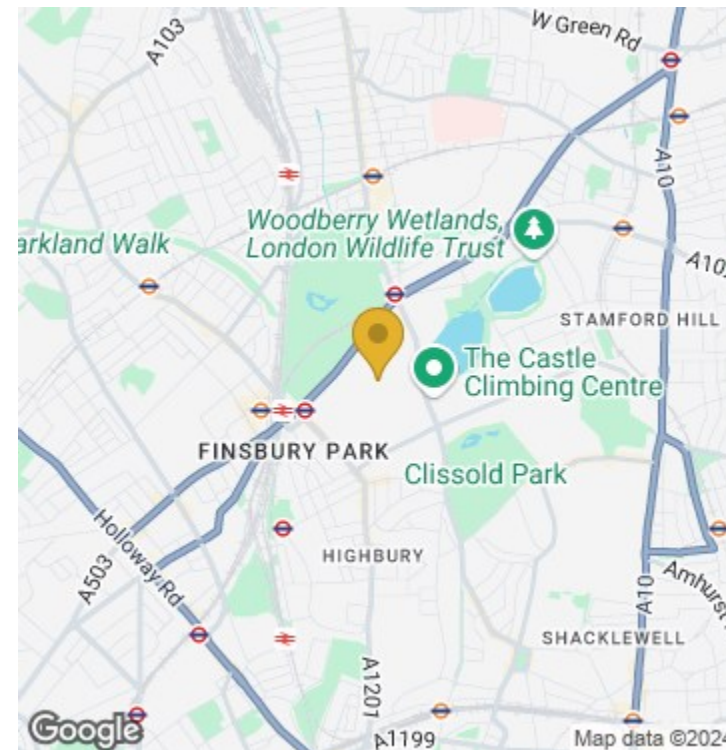 W Green Rd
A103
A10
Woodberry Wetlands,
London Wildlife Trust
arkland Walk
A10
STAMFORD HILL
The Castle
Climbing Centre
FINSBURY PARK
Clissold Park
Holloway Rd
A503
HIGHBURY
A10
Amhurst
SHACKLEWELL
A1201
A1199
Google
Map data ©2024